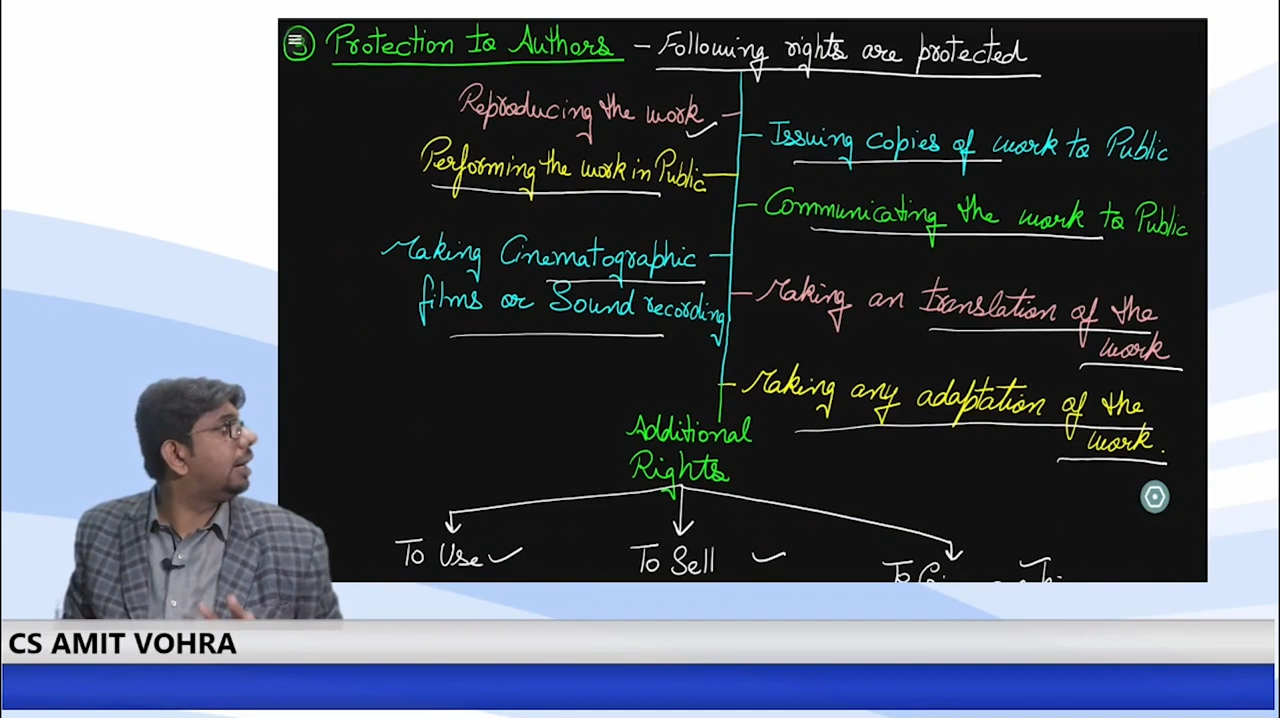 3 Protection to Authors - Following rights are protected
Reproducing the work
Issuing copies of work to Public
Performing the work in Public
Communicating the work to Public
Making Cinematographic
films or Sound recording
Making an translation of the
work
Making any adaptation of the
work.
Additional
Rights
To Use
To Sell
To
CS AMIT VOHRA